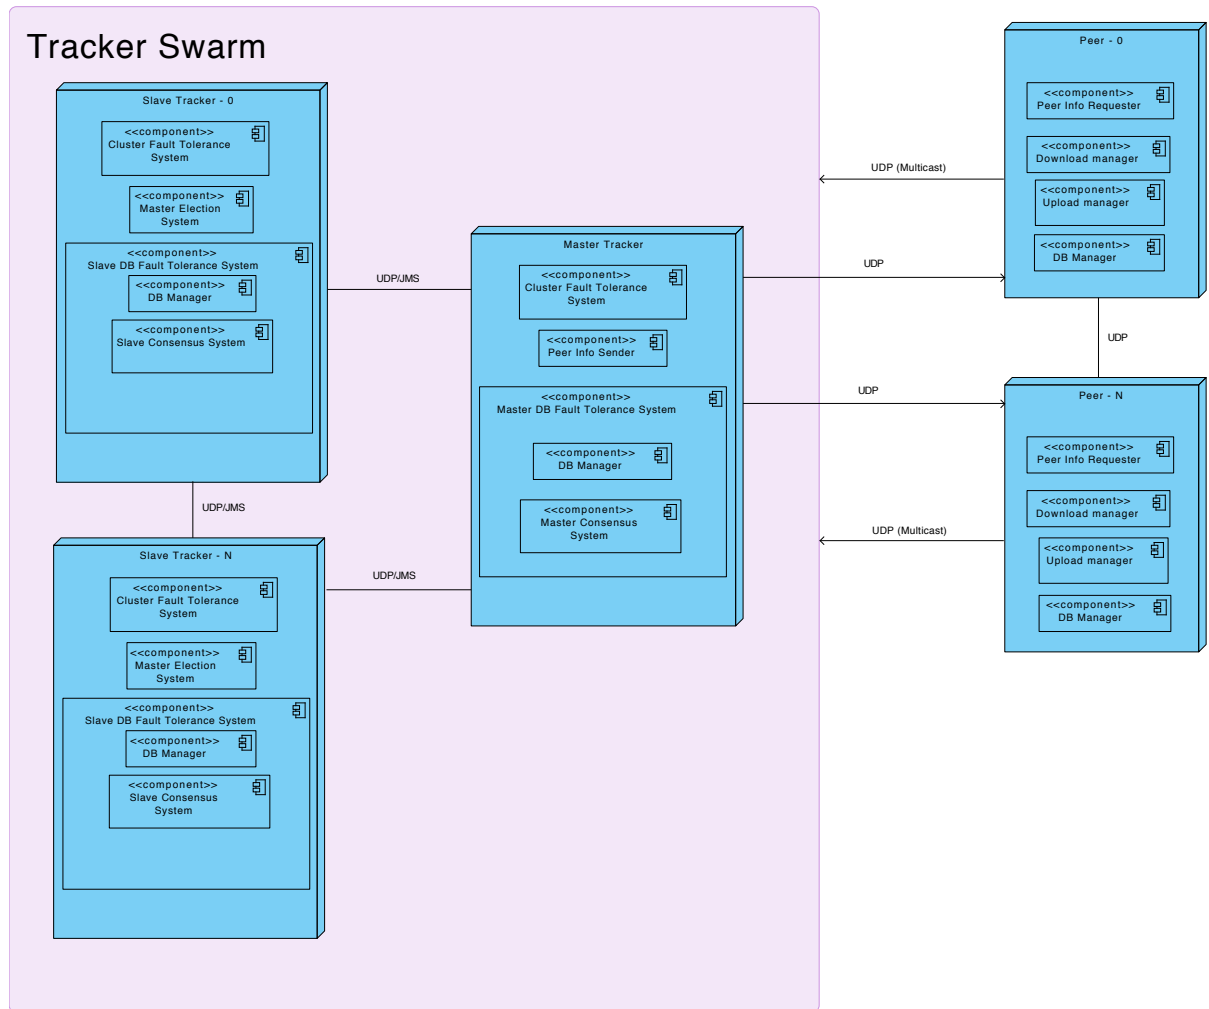 Tracker Swarm
Slave Tracker - 0
<<component>>
Cluster Fault Tolerance
System
<<component>>
Master Election
System
<<component>>
Slave DB Fault Tolerance System
<<component>>
DB Manager
<<component>>
Slave Consensus System
UDP/JMS
UDP/JMS
Slave Tracker - N
<<component>>
Cluster Fault Tolerance
System
<<component>>
Master Election
System
<<component>>
Slave DB Fault Tolerance System
<<component>>
DB Manager
<<component>>
Slave Consensus
System
UDP/JMS
Master Tracker
<<component>>
Cluster Fault Tolerance
System
<<component>>
Peer Info Sender
<<component>>
Master DB Fault Tolerance System
<<component>>
DB Manager
<<component>>
Master Consensus
System
UDP (Multicast)
UDP
UDP
UDP (Multicast)
Peer - 0
<<component>>
Peer Info Requester
<<component>>
Download manager
<<component>>
Upload manager
<<component>>
DB Manager
UDP
Peer - N
<<component>>
Peer Info Requester
<<component>>
Download manager
<<component>>
Upload manager
<<component>>
DB Manager